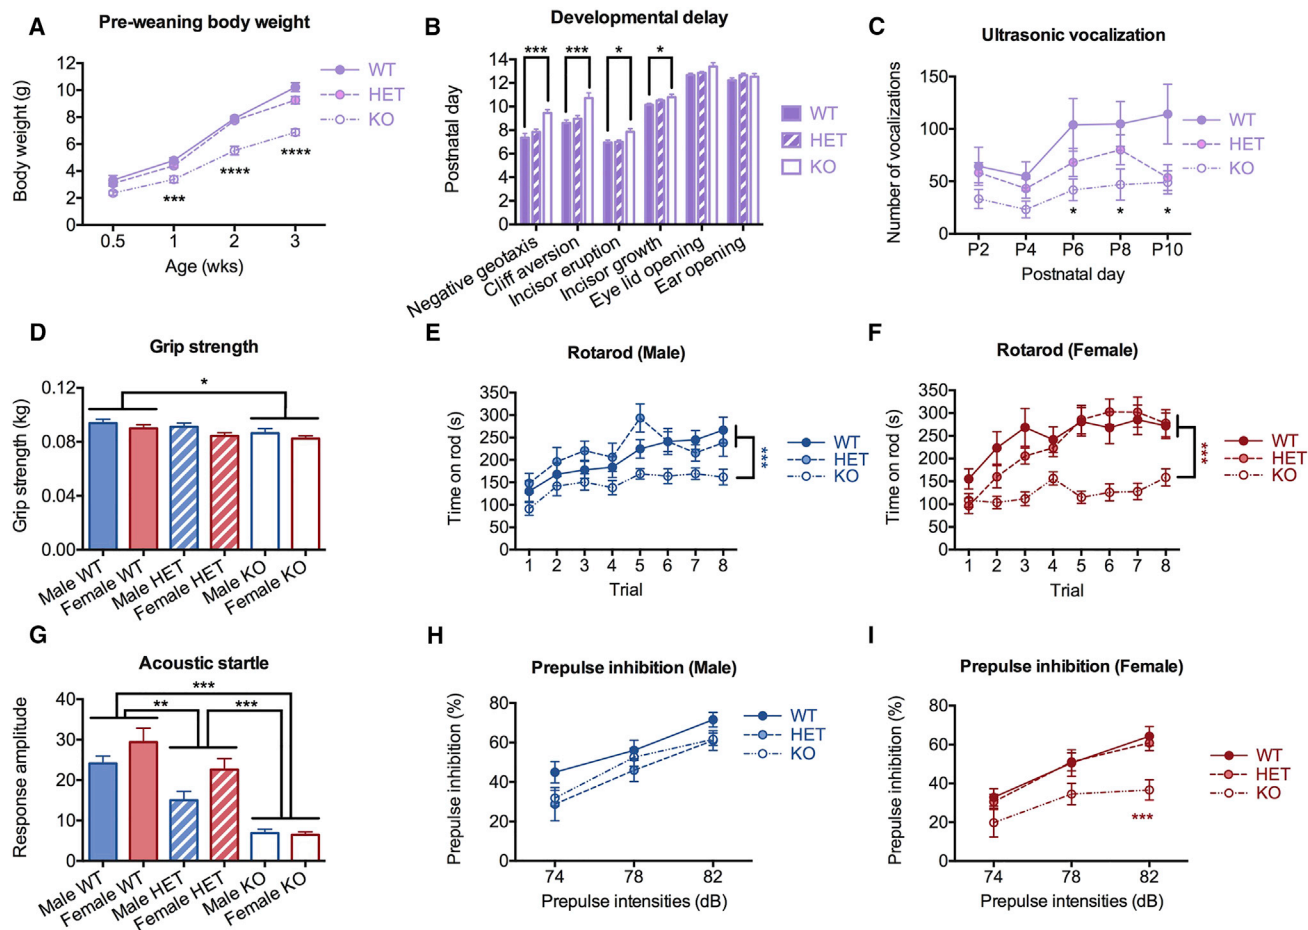 A
Pre-weaning body weight
Body weight (g)
12
10
8
6
4
2
0
0.5
1
2
3
Age (wks)
***
****
****
WT
HET
KO
B
Developmental delay
Postnatal day
14
12
10
8
6
4
2
0
***
***
*
*
Negative geotaxis
Cliff aversion
Incisor eruption
Incisor growth
Eye lid opening
Ear opening
WT
HET
KO
C
Ultrasonic vocalization
Number of vocalizations
150
100
50
0
*
*
*
P2
P4
P6
P8
P10
Postnatal day
WT
HET
KO
D
Grip strength
Grip strength (kg)
0.12
0.08
0.04
0.00
*
Male WT
Female WT
Male HET
Female HET
Male KO
Female KO
E
Rotarod (Male)
Time on rod (s)
350
300
250
200
150
100
50
0
1
2
3
4
5
6
7
8
Trial
***
WT
HET
KO
F
Rotarod (Female)
Time on rod (s)
350
300
250
200
150
100
50
0
1
2
3
4
5
6
7
8
Trial
***
WT
HET
KO
G
Acoustic startle
Response amplitude
40
30
20
10
0
***
**
***
Male WT
Female WT
Male HET
Female HET
Male KO
Female KO
H
Prepulse inhibition (Male)
Prepulse inhibition (%)
80
60
40
20
0
74
78
82
Prepulse intensities (dB)
WT
HET
KO
I
Prepulse inhibition (Female)
Prepulse inhibition (%)
80
60
40
20
0
***
74
78
82
Prepulse intensities (dB)
WT
HET
KO